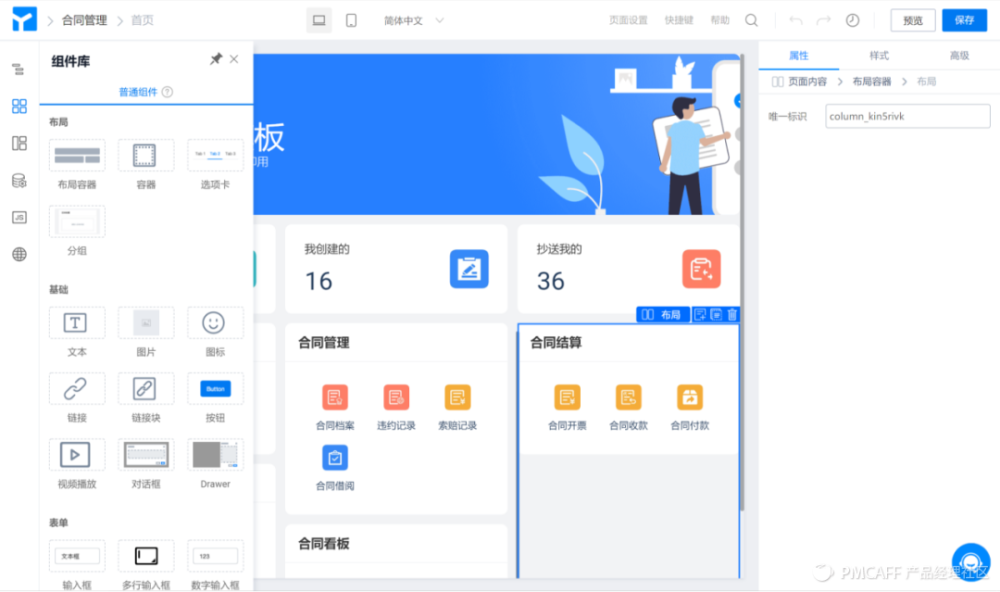 合同管理 首页
简体中文
页面设置 快捷键 帮助
预览 保存
组件库
普通组件
布局
布局容器 容器 选项卡
分组
基础
文本 图片 图标
链接 链接块 按钮
Button
视频播放 对话框 Drawer
表单
文本框 123
输入框 多行输入框 数字输入框
Tab 1 Tab 2 Tab 3
JS
板
我创建的
16
抄送我的
36
布局
合同管理
合同档案 违约记录 索赔记录
合同借阅
合同看板
合同结算
合同开票 合同收款 合同付款
属性 样式 高级
页面内容 布局容器 布局
唯一标识 column_kin5rivk
PMCAFF 产品经理社区